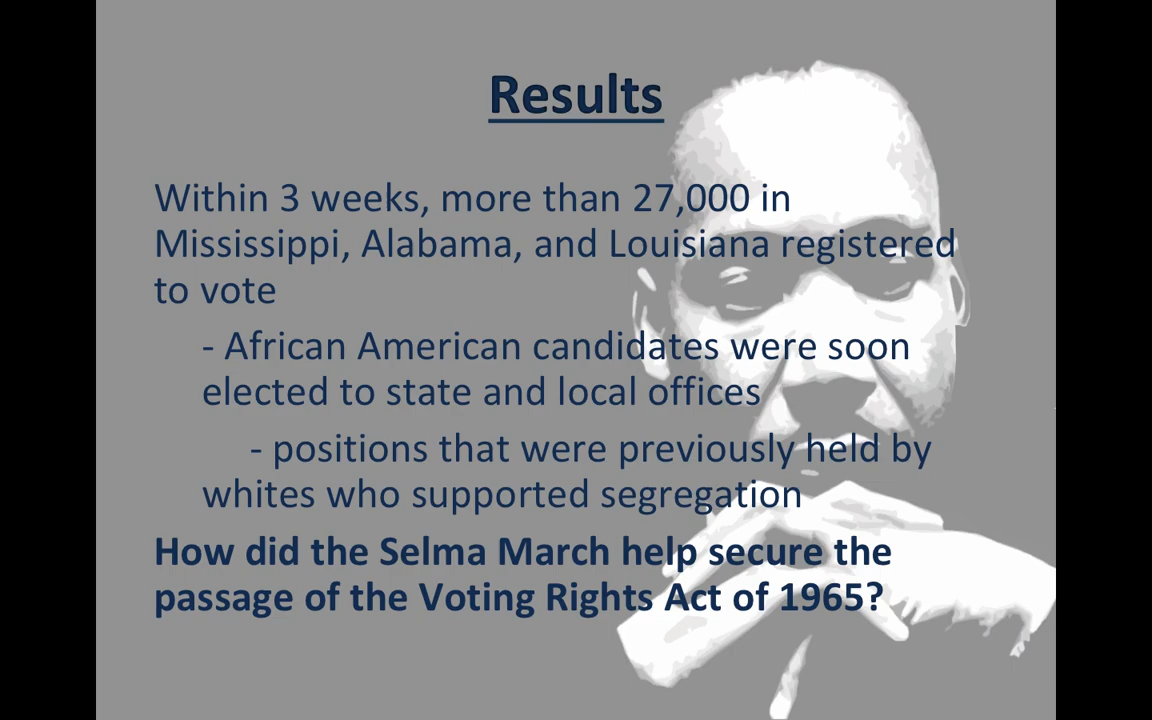 Results
Within 3 weeks, more than 27,000 in
Mississippi, Alabama, and Louisiana registered
to vote
- African American candidates were soon
elected to state and local offices
- positions that were previously held by
whites who supported segregation
How did the Selma March help secure the
passage of the Voting Rights Act of 1965?